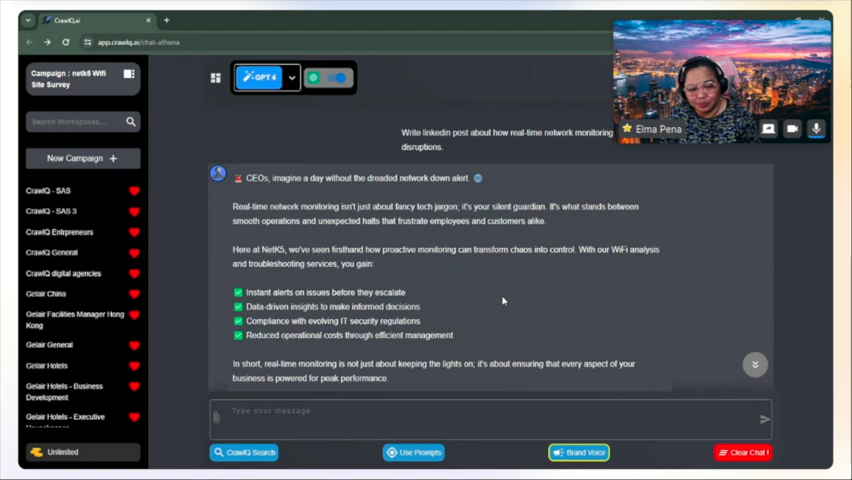 CrawlQ.ai
app.crawlq.ai/chat-athena
Campaign : netk5 Wifi
Site Survey
Search Workspaces...
New Campaign +
CrawlQ - SAS
CrawlQ - SAS 3
CrawlQ Entrpreneurs
CrawlQ General
CrawlQ digital agencies
Gelair China
Gelair Facilities Manager Hong
Kong
Gelair General
Gelair Hotels
Gelair Hotels - Business
Development
Gelair Hotels - Executive
Unlimited
GPT 4
Elma Pena
Write linkedin post about how real-time network monitoring
disruptions.
CEOs, imagine a day without the dreaded network down alert.
Real-time network monitoring isn't just about fancy tech jargon; it's your silent guardian. It's what stands between
smooth operations and unexpected halts that frustrate employees and customers alike.
Here at NetK5, we've seen firsthand how proactive monitoring can transform chaos into control. With our WiFi analysis
and troubleshooting services, you gain:
✅ Instant alerts on issues before they escalate
✅ Data-driven insights to make informed decisions
✅ Compliance with evolving IT security regulations
✅ Reduced operational costs through efficient management
In short, real-time monitoring is not just about keeping the lights on; it's about ensuring that every aspect of your
business is powered for peak performance.
Type your message...
CrawlQ Search
Use Prompts
Brand Voice
Clear Chat !